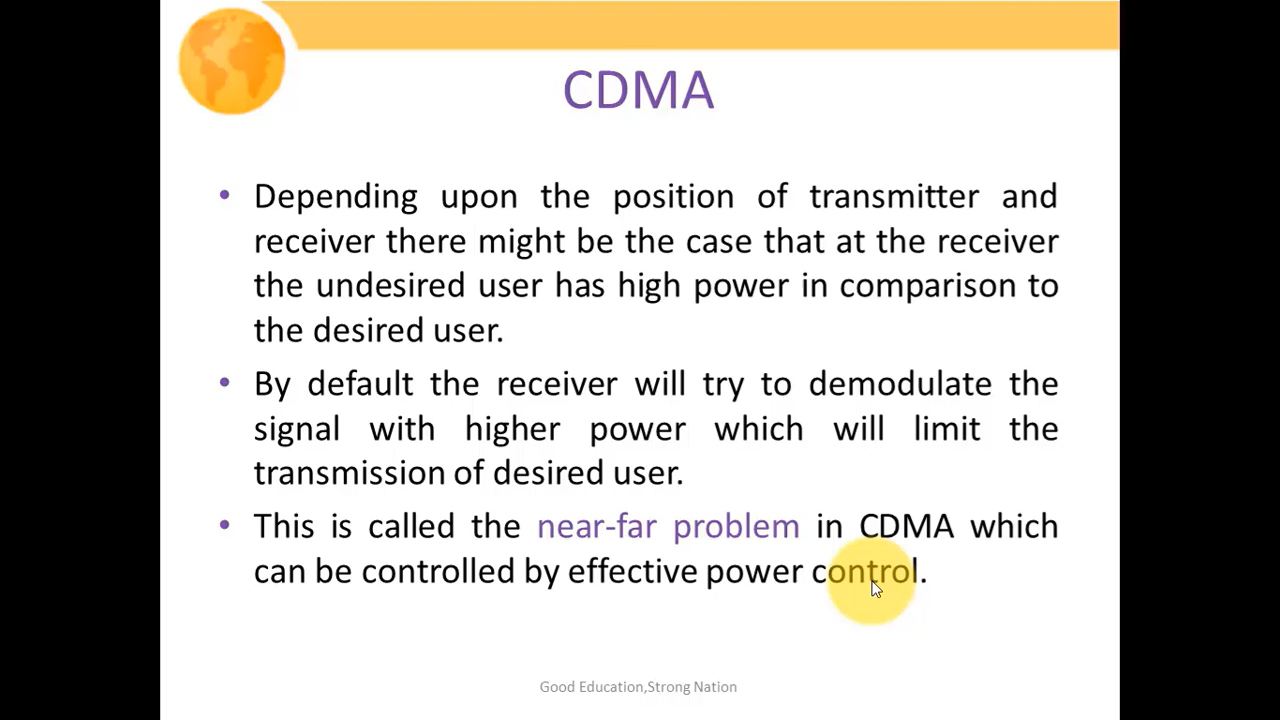 CDMA
• Depending upon the position of transmitter and
receiver there might be the case that at the receiver
the undesired user has high power in comparison to
the desired user.
• By default the receiver will try to demodulate the
signal with higher power which will limit the
transmission of desired user.
• This is called the near-far problem in CDMA which
can be controlled by effective power control.
Good Education,Strong Nation